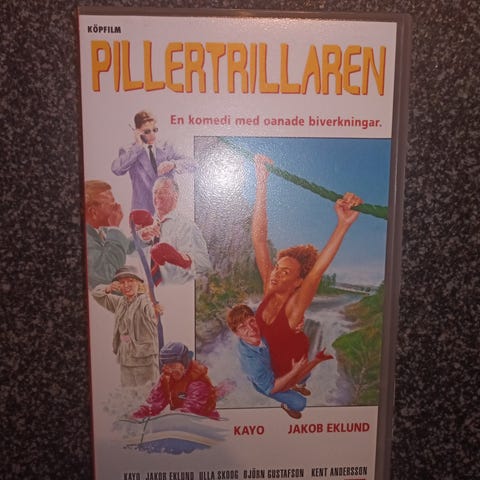 KÖPFILM
PILLERTRILLAREN
En komedi med oanade biverkningar.
KAYO JAKOB EKLUND
KAYO JAKOB EKLUND ULLA SKOOG BJÖRN GUSTAFSON KENT ANDERSSON